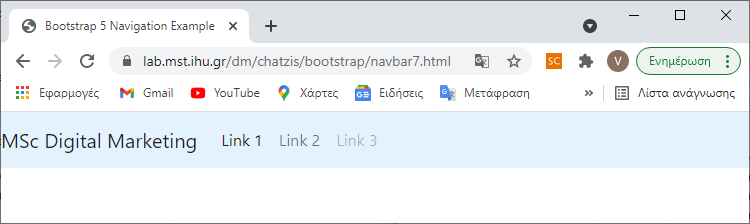 Bootstrap 5 Navigation Example
lab.mst.ihu.gr/dm/chatzis/bootstrap/navbar7.html
SC
V
Ενημέρωση
Εφαρμογές
Gmail
YouTube
Χάρτες
Ειδήσεις
Μετάφραση
»
Λίστα ανάγνωσης
MSc Digital Marketing Link 1 Link 2 Link 3